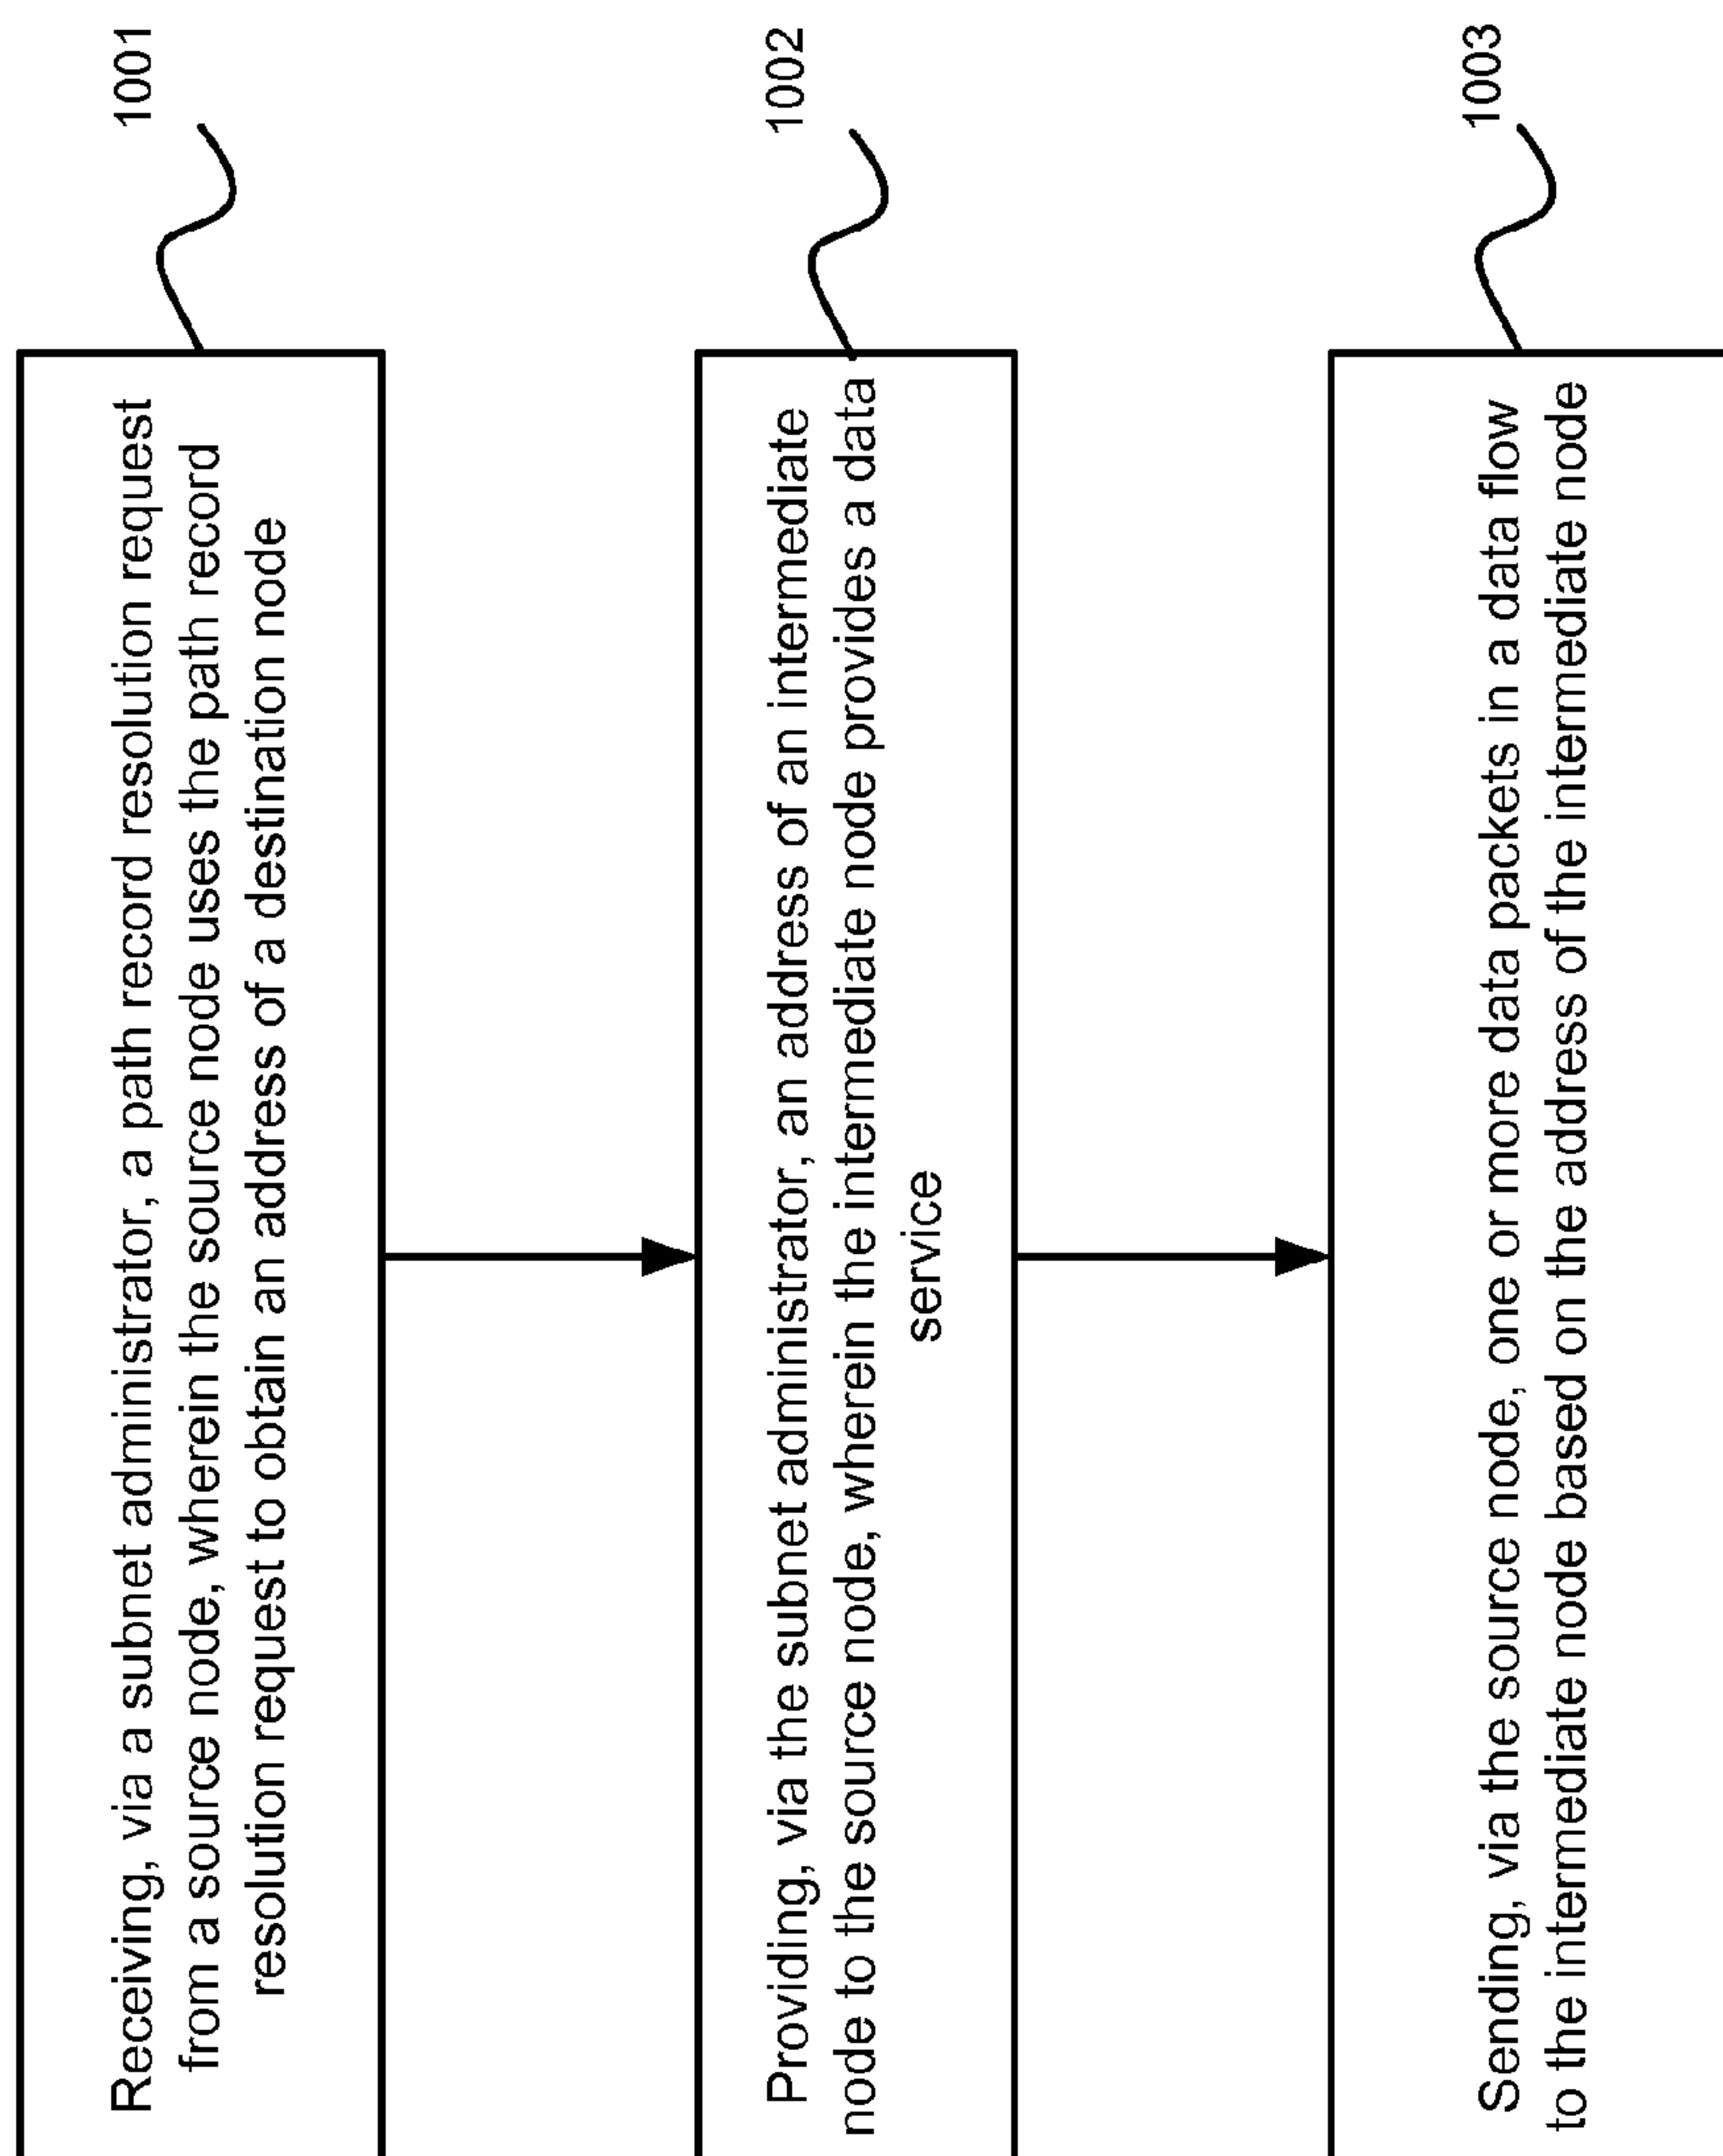 1001
Receiving, via a subnet administrator, a path record resolution request
from a source node, wherein the source node uses the path record
resolution request to obtain an address of a destination node
1002
Providing, via the subnet administrator, an address of an intermediate
node to the source node, wherein the intermediate node provides a data
service
1003
Sending, via the source node, one or more data packets in a data flow
to the intermediate node based on the address of the intermediate node